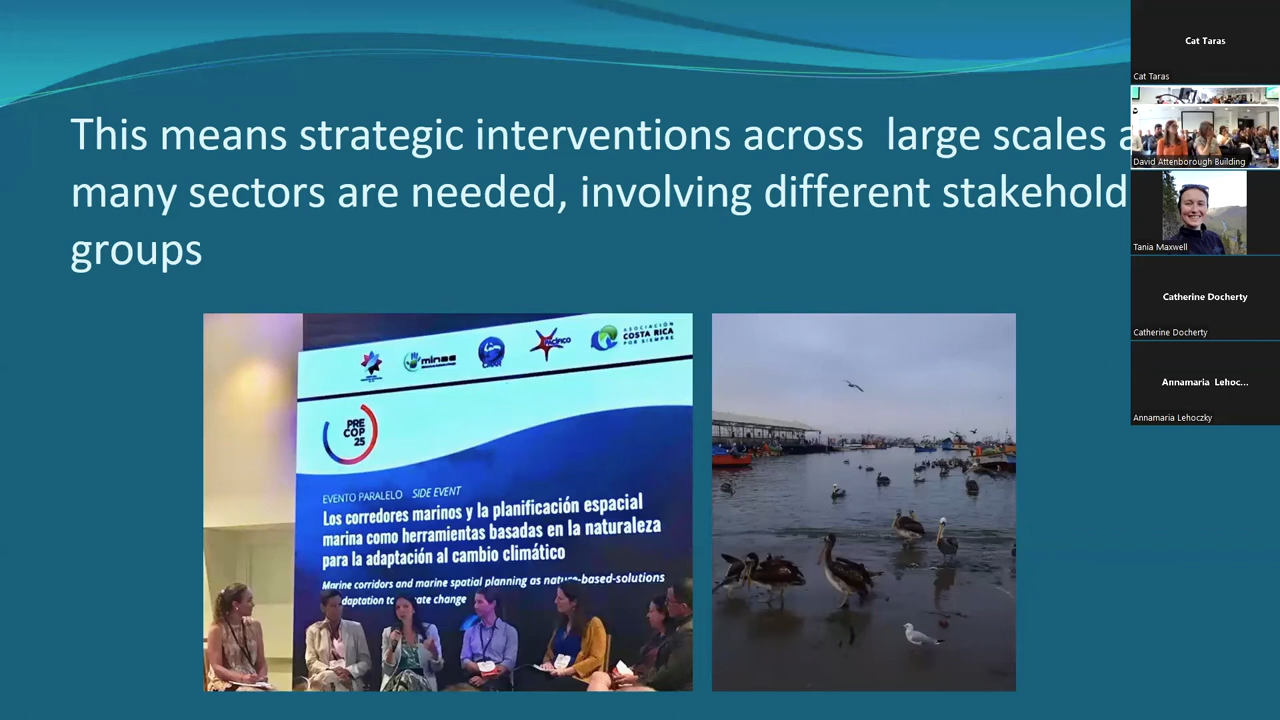 This means strategic interventions across  large scales a
many sectors are needed, involving different stakehold
groups
minae
COSTA RICA
POR SIEMPRE
PRE
COP
25
EVENTO PARALELO SIDE EVENT
Los corredores marinos y la planificación espacial
marina como herramientas basadas en la naturaleza
para la adaptación al cambio climático
Marine corridors and marine spatial planning as nature-based-solutions
change
Cat Taras
Cat Taras
David Attenborough Building
Tania Maxwell
Catherine Docherty
Catherine Docherty
Annamaria Lehoc...
Annamaria Lehoczky